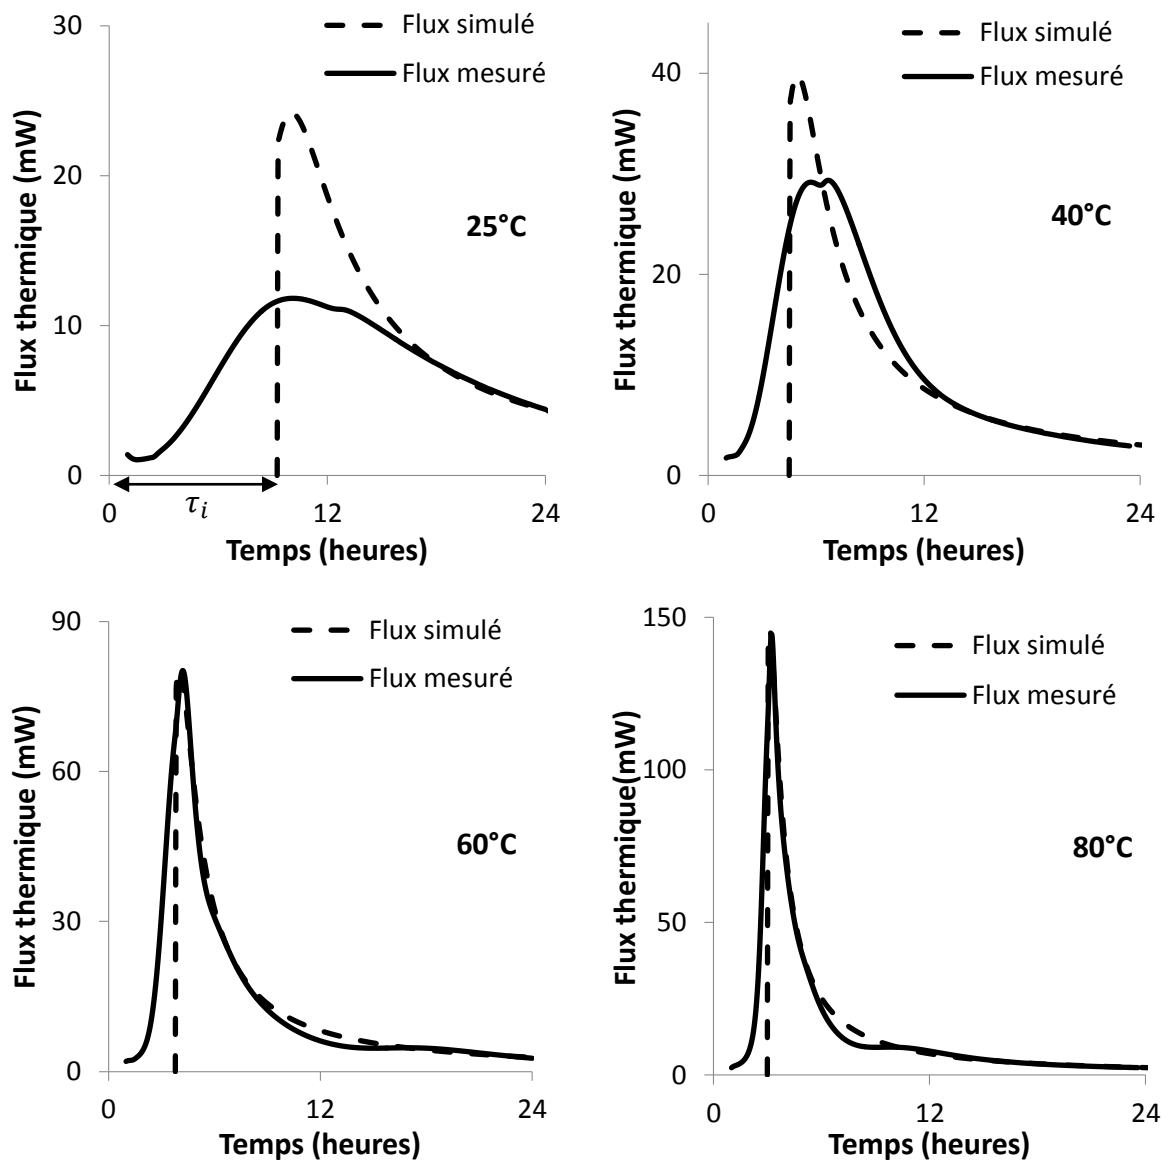 Flux simulé
Flux mesuré
Flux thermique (mW)
30
20
10
0
25°C
τi
0
12
24
Temps (heures)
Flux simulé
Flux mesuré
Flux thermique (mW)
40
20
0
40°C
0
12
24
Temps (heures)
Flux simulé
Flux mesuré
Flux thermique (mW)
90
60
30
0
60°C
0
12
24
Temps (heures)
Flux simulé
Flux mesuré
Flux thermique(mW)
150
100
50
0
80°C
0
12
24
Temps (heures)